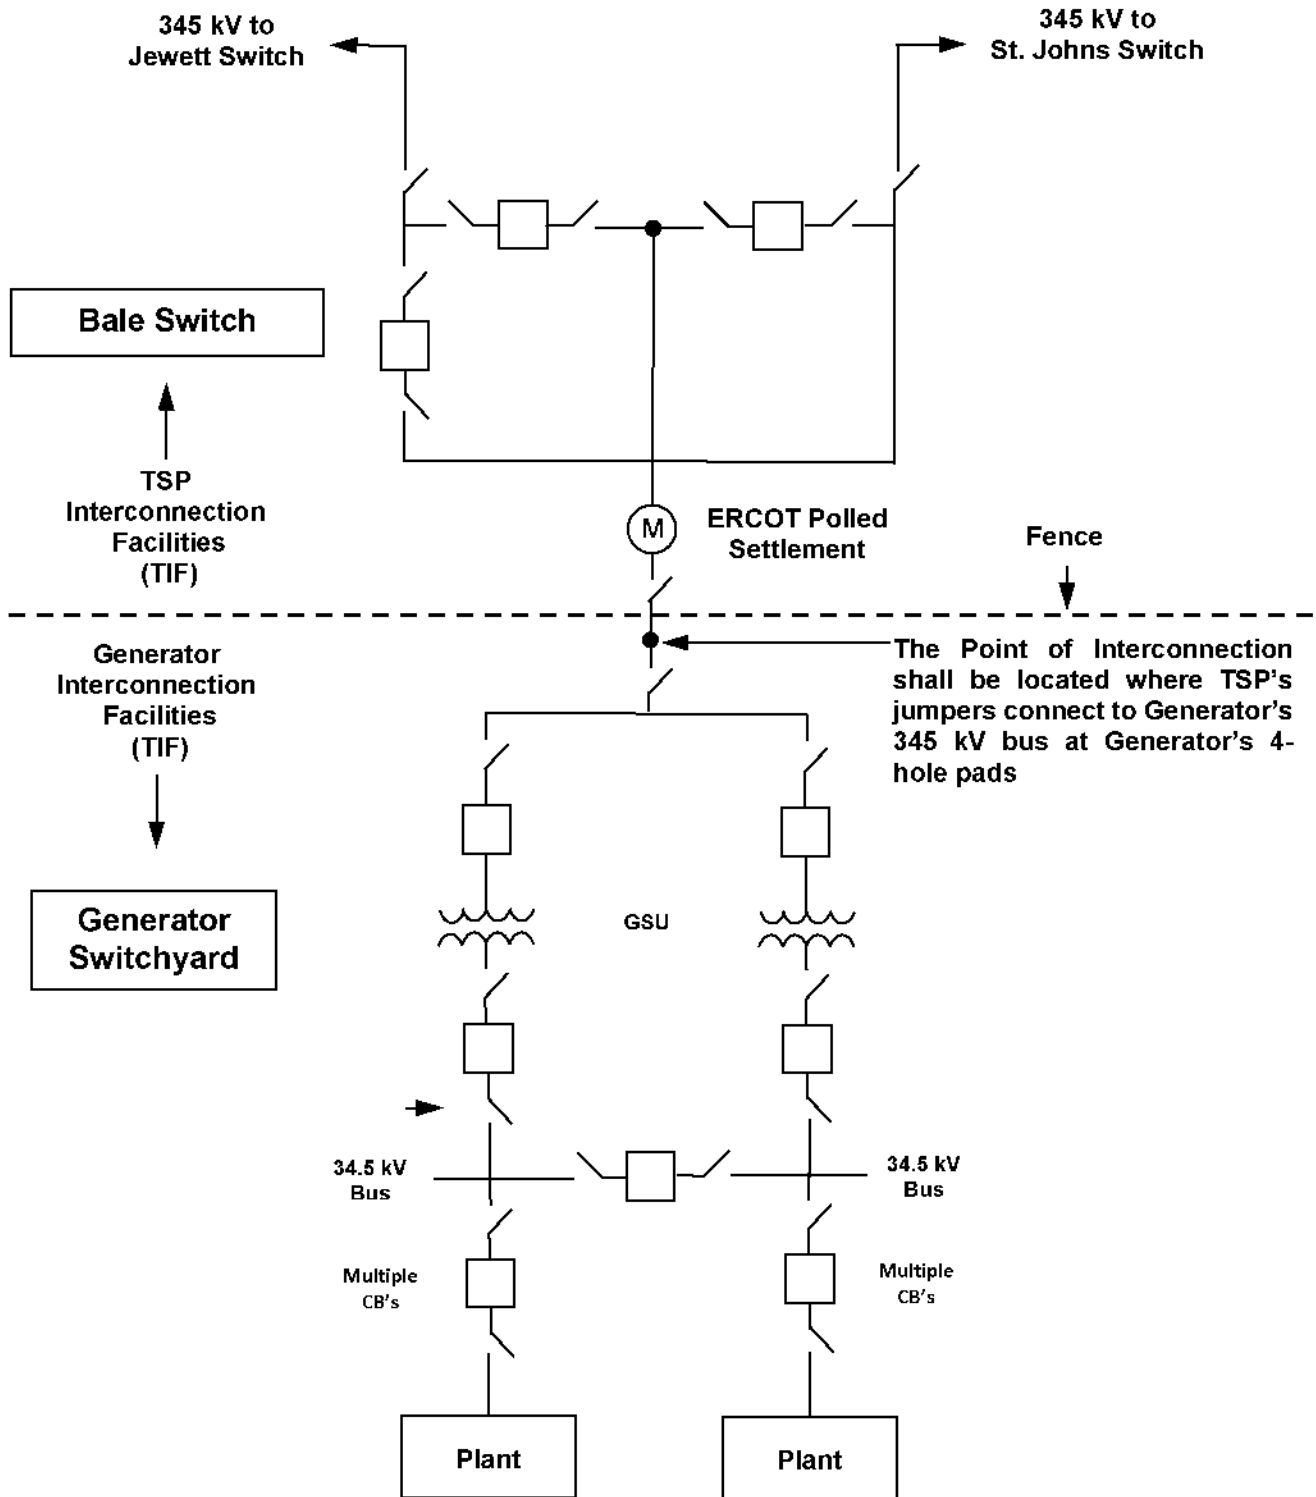 345 kV to
Jewett Switch
345 kV to
St. Johns Switch
Bale Switch
TSP
Interconnection
Facilities
(TIF)
M
ERCOT Polled
Settlement
Fence
Generator
Interconnection
Facilities
(TIF)
The Point of Interconnection
shall be located where TSP's
jumpers connect to Generator's
345 kV bus at Generator's 4-
hole pads
Generator
Switchyard
GSU
34.5 kV
Bus
34.5 kV
Bus
Multiple
CB's
Multiple
CB's
Plant
Plant